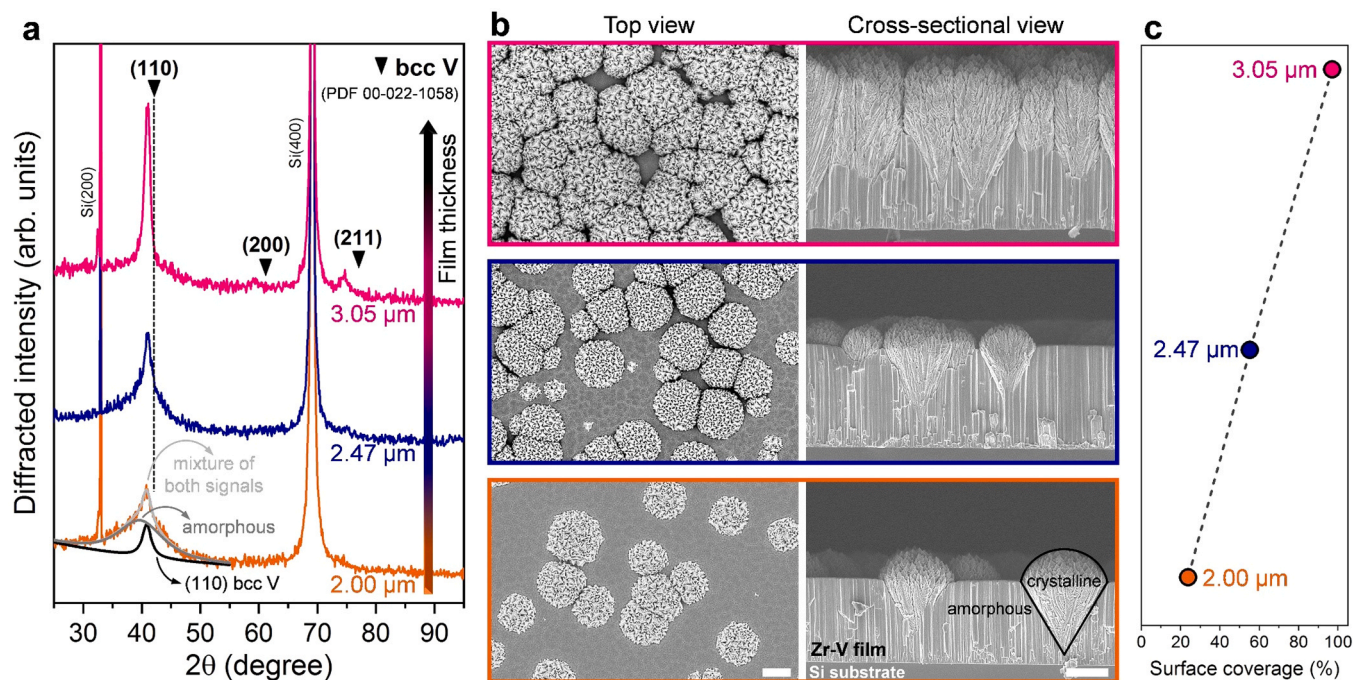 a
(110)
bcc V
(PDF 00-022-1058)
Si(200)
Si(400)
Film thickness
(200)
(211)
3.05 µm
2.47 µm
mixture of
both signals
amorphous
(110) bcc V
2.00 µm
Diffracted intensity (arb. units)
25 30 40 50 60 70 80 90
2θ (degree)
b
Top view
Cross-sectional view
crystalline
amorphous
Zr-V film
Si substrate
c
3.05 µm
2.47 µm
2.00 µm
0 20 40 60 80 100
Surface coverage (%)